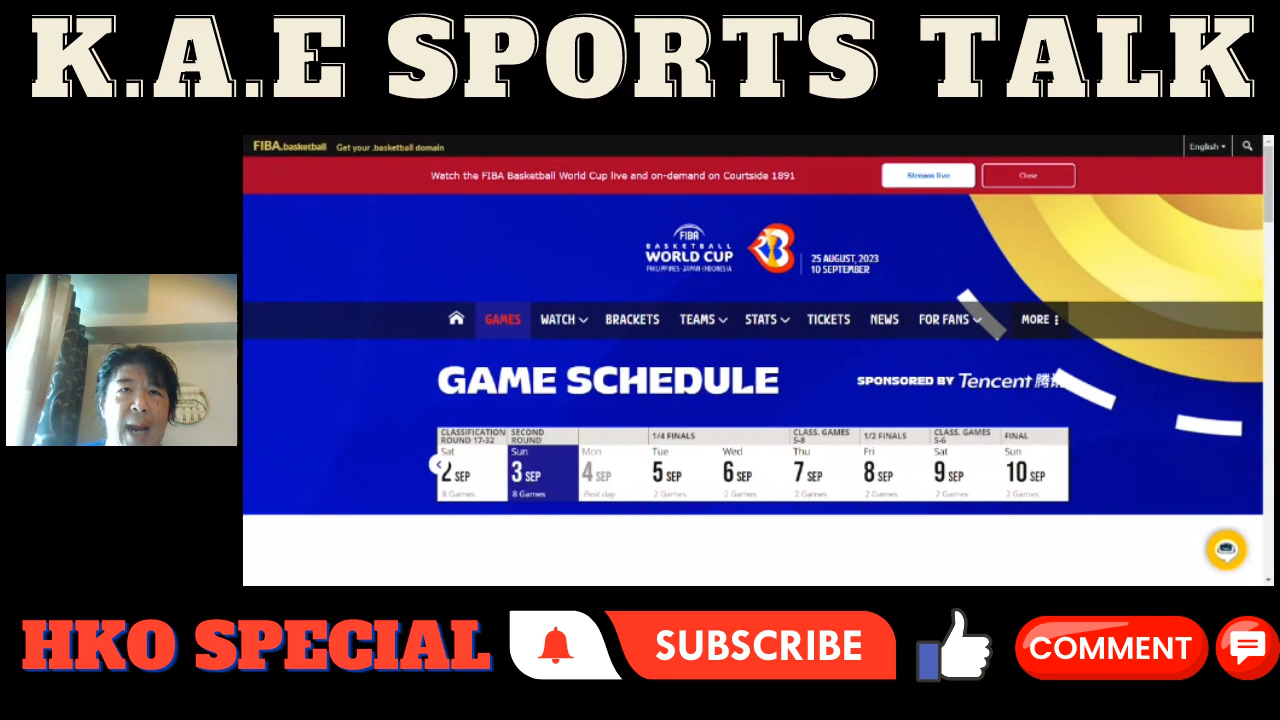 K.A.E SPORTS TALK
FIBA.basketball Get your .basketball domain English
Watch the FIBA Basketball World Cup live and on-demand on Courtside 1891 Stream live Close
FIBA
BASKETBALL
WORLD CUP
PHILIPPINES-JAPAN-INDONESIA
25 AUGUST, 2023
10 SEPTEMBER
GAMES WATCH BRACKETS TEAMS STATS TICKETS NEWS FOR FANS MORE
GAME SCHEDULE SPONSORED BY Tencent 腾
CLASSIFICATION ROUND 17-32 SECOND ROUND 1/4 FINALS CLASS. GAMES 5-8 1/2 FINALS CLASS. GAMES 5-6 FINAL
Sat Sun Mon Tue Wed Thu Fri Sat Sun
2 SEP 3 SEP 4 SEP 5 SEP 6 SEP 7 SEP 8 SEP 9 SEP 10 SEP
8 Games 8 Games Rest day 2 Games 2 Games 2 Games 2 Games 2 Games 2 Games
HKO SPECIAL SUBSCRIBE COMMENT